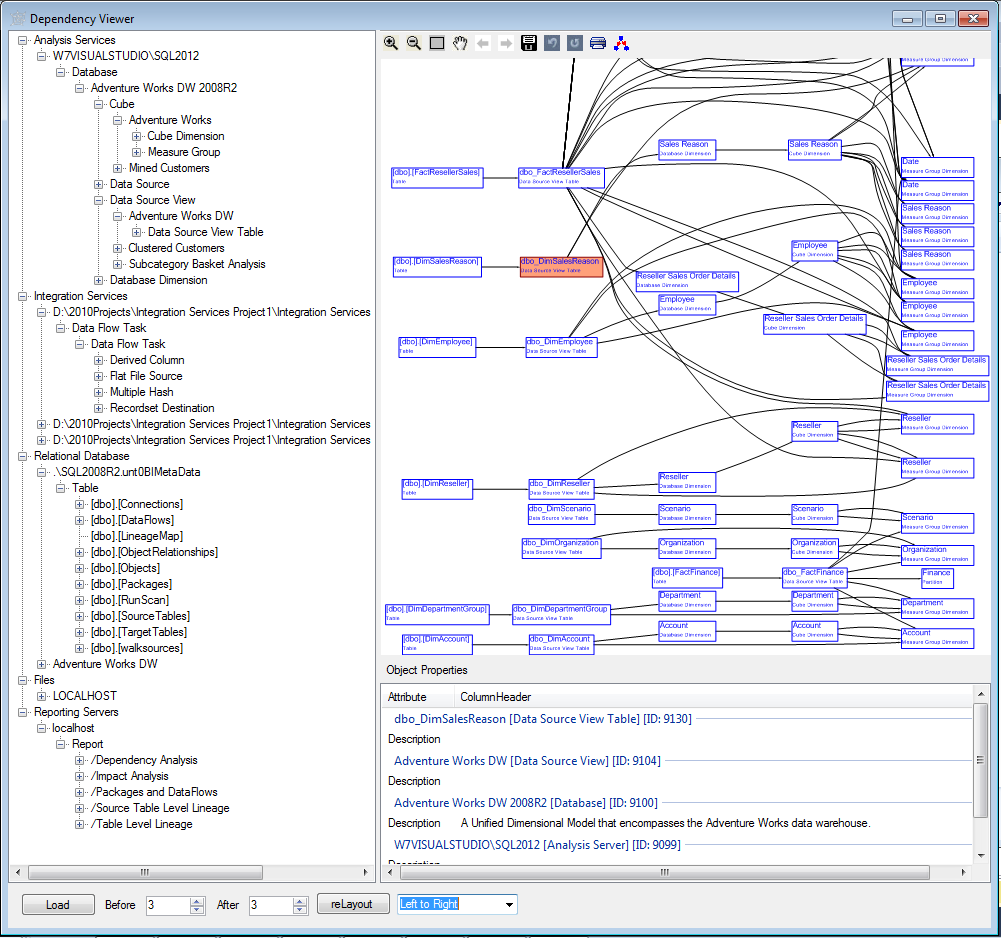 Dependency Viewer
Analysis Services
W7VISUALSTUDIO\SQL2012
Database
Adventure Works DW 2008R2
Cube
Adventure Works
Cube Dimension
Measure Group
Mined Customers
Data Source
Data Source View
Adventure Works DW
Data Source View Table
Clustered Customers
Subcategory Basket Analysis
Database Dimension
Integration Services
D:\2010Projects\Integration Services Project1\Integration Services
Data Flow Task
Data Flow Task
Derived Column
Flat File Source
Multiple Hash
Recordset Destination
D:\2010Projects\Integration Services Project1\Integration Services
D:\2010Projects\Integration Services Project1\Integration Services
Relational Database
.\SQL2008R2.unt0BIMetaData
Table
[dbo].[Connections]
[dbo].[DataFlows]
[dbo].[LineageMap]
[dbo].[ObjectRelationships]
[dbo].[Objects]
[dbo].[Packages]
[dbo].[RunScan]
[dbo].[SourceTables]
[dbo].[TargetTables]
[dbo].[walksources]
Adventure Works DW
Files
LOCALHOST
Reporting Servers
localhost
Report
/Dependency Analysis
/Impact Analysis
/Packages and DataFlows
/Source Table Level Lineage
/Table Level Lineage
Measure Group Dimension
Sales Reason
Database Dimension
Sales Reason
Cube Dimension
Date
Measure Group Dimension
[dbo].[FactResellerSales]
Table
dbo_FactResellerSales
Data Source View Table
Date
Measure Group Dimension
Sales Reason
Measure Group Dimension
Sales Reason
Measure Group Dimension
Employee
Cube Dimension
Sales Reason
Measure Group Dimension
[dbo].[DimSalesReason]
Table
dbo_DimSalesReason
Data Source View Table
Reseller Sales Order Details
Database Dimension
Employee
Measure Group Dimension
Employee
Database Dimension
Employee
Measure Group Dimension
Reseller Sales Order Details
Cube Dimension
Employee
Measure Group Dimension
[dbo].[DimEmployee]
Table
dbo_DimEmployee
Data Source View Table
Reseller Sales Order Details
Measure Group Dimension
Reseller Sales Order Details
Measure Group Dimension
Reseller
Cube Dimension
Reseller
Measure Group Dimension
Reseller
Measure Group Dimension
[dbo].[DimReseller]
Table
dbo_DimReseller
Data Source View Table
Reseller
Database Dimension
dbo_DimScenario
Data Source View Table
Scenario
Database Dimension
Scenario
Cube Dimension
Scenario
Measure Group Dimension
dbo_DimOrganization
Data Source View Table
Organization
Database Dimension
Organization
Cube Dimension
Organization
Measure Group Dimension
[dbo].[FactFinance]
Table
dbo_FactFinance
Data Source View Table
Finance
Partition
[dbo].[DimDepartmentGroup]
Table
dbo_DimDepartmentGroup
Data Source View Table
Department
Database Dimension
Department
Cube Dimension
Department
Measure Group Dimension
[dbo].[DimAccount]
Table
dbo_DimAccount
Data Source View Table
Account
Database Dimension
Account
Cube Dimension
Account
Measure Group Dimension
Object Properties
Attribute ColumnHeader
dbo_DimSalesReason [Data Source View Table] [ID: 9130]
Description
Adventure Works DW [Data Source View] [ID: 9104]
Description
Adventure Works DW 2008R2 [Database] [ID: 9100]
Description A Unified Dimensional Model that encompasses the Adventure Works data warehouse.
W7VISUALSTUDIO\SQL2012 [Analysis Server] [ID: 9099]
Description
Load Before 3 After 3 reLayout Left to Right